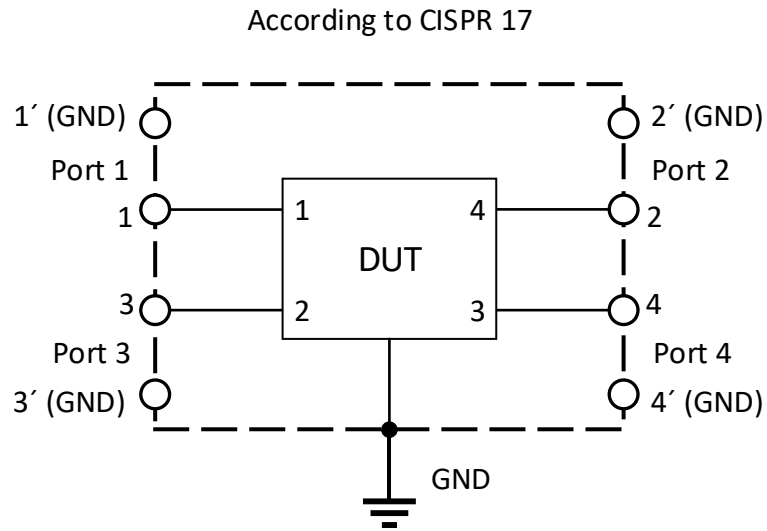 According to CISPR 17
1´ (GND)
2´ (GND)
Port 1
Port 2
1
1
4
2
DUT
3
2
3
4
Port 3
Port 4
3´ (GND)
4´ (GND)
GND